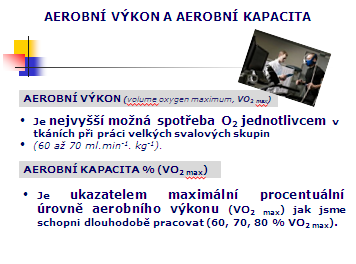 AEROBNÍ VÝKON A AEROBNÍ KAPACITA
AEROBNÍ VÝKON (volume oxygen maximum, VO2 max)
• Je nejvyšší možná spotřeba O2 jednotlivcem v
tkáních při práci velkých svalových skupin
• (60 až 70 ml.min-1. kg-1).
AEROBNÍ KAPACITA % (VO2 max)
• Je ukazatelem maximální procentuální
úrovně aerobního výkonu (VO2 max) jak jsme
schopni dlouhodobě pracovat (60, 70, 80 % VO2 max).